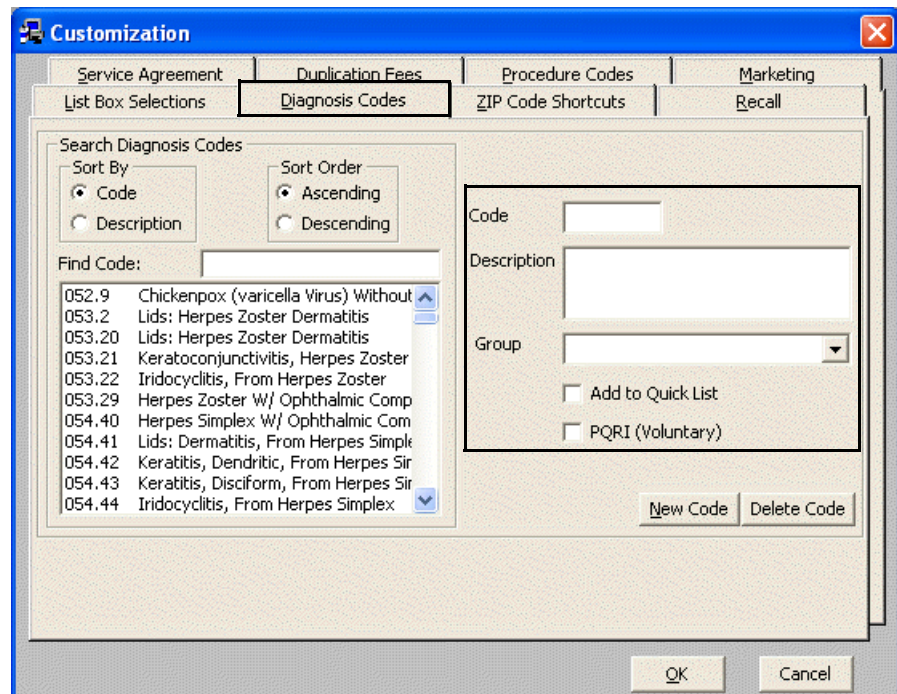 Customization
Service Agreement
Duplication Fees
Procedure Codes
Marketing
List Box Selections
Diagnosis Codes
ZIP Code Shortcuts
Recall
Search Diagnosis Codes
Sort By
Code
Description
Sort Order
Ascending
Descending
Find Code:
052.9 Chickenpox (varicella Virus) Without
053.2 Lids: Herpes Zoster Dermatitis
053.20 Lids: Herpes Zoster Dermatitis
053.21 Keratoconjunctivitis, Herpes Zoster
053.22 Iridocyclitis, From Herpes Zoster
053.29 Herpes Zoster W/ Ophthalmic Comp
054.40 Herpes Simplex W/ Ophthalmic Com
054.41 Lids: Dermatitis, From Herpes Simple
054.42 Keratitis, Dendritic, From Herpes Sir
054.43 Keratitis, Disciform, From Herpes Sir
054.44 Iridocyclitis, From Herpes Simplex
Code
Description
Group
Add to Quick List
PQRI (Voluntary)
New Code
Delete Code
OK
Cancel